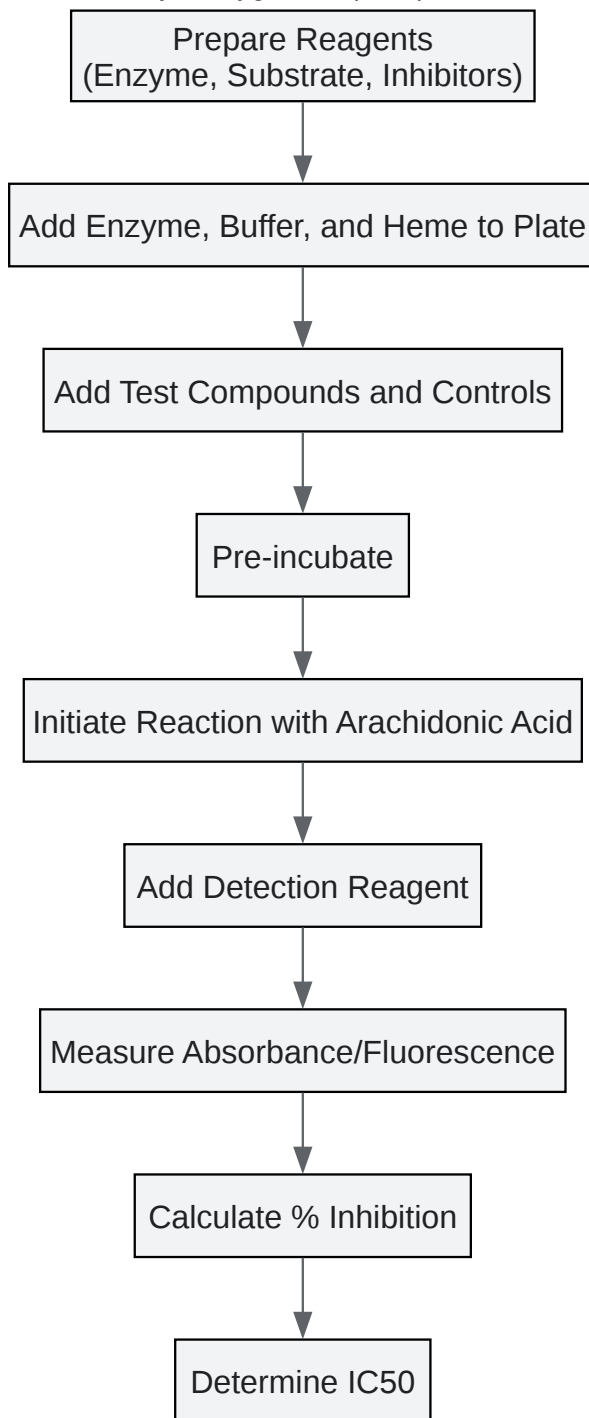 Prepare Reagents
(Enzyme, Substrate, Inhibitors)
Add Enzyme, Buffer, and Heme to Plate
Add Test Compounds and Controls
Pre-incubate
Initiate Reaction with Arachidonic Acid
Add Detection Reagent
Measure Absorbance/Fluorescence
Calculate % Inhibition
Determine IC50